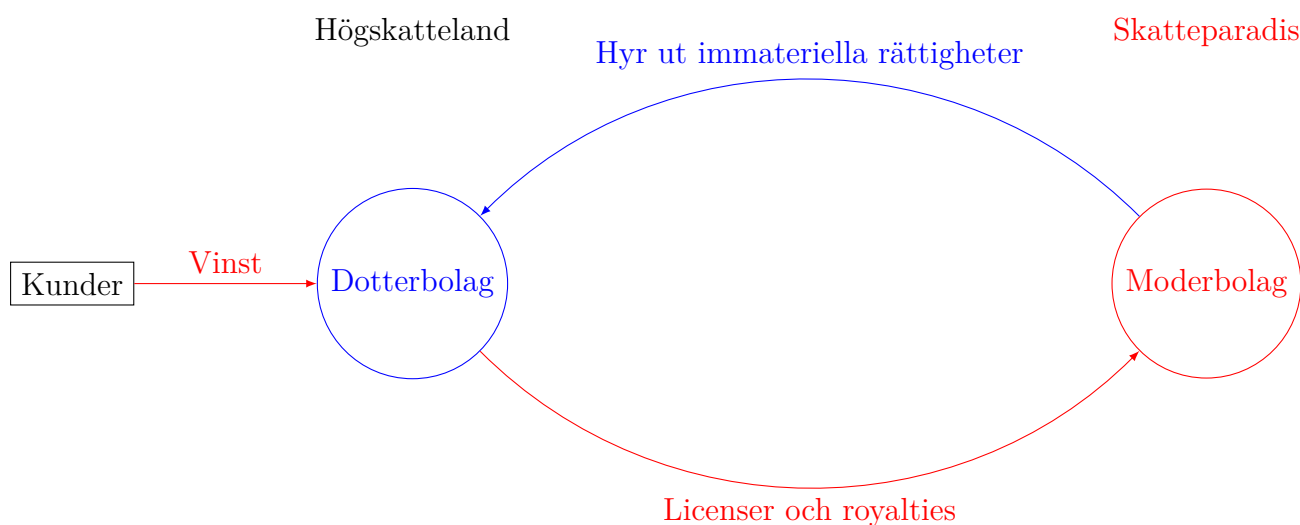 Högskatteland
Skatteparadis
Hyr ut immateriella rättigheter
Kunder
Vinst
Dotterbolag
Moderbolag
Licenser och royalties